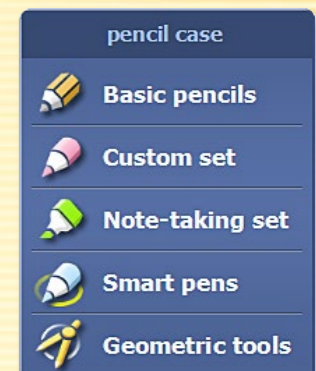 pencil case
Basic pencils
Custom set
Note-taking set
Smart pens
Geometric tools